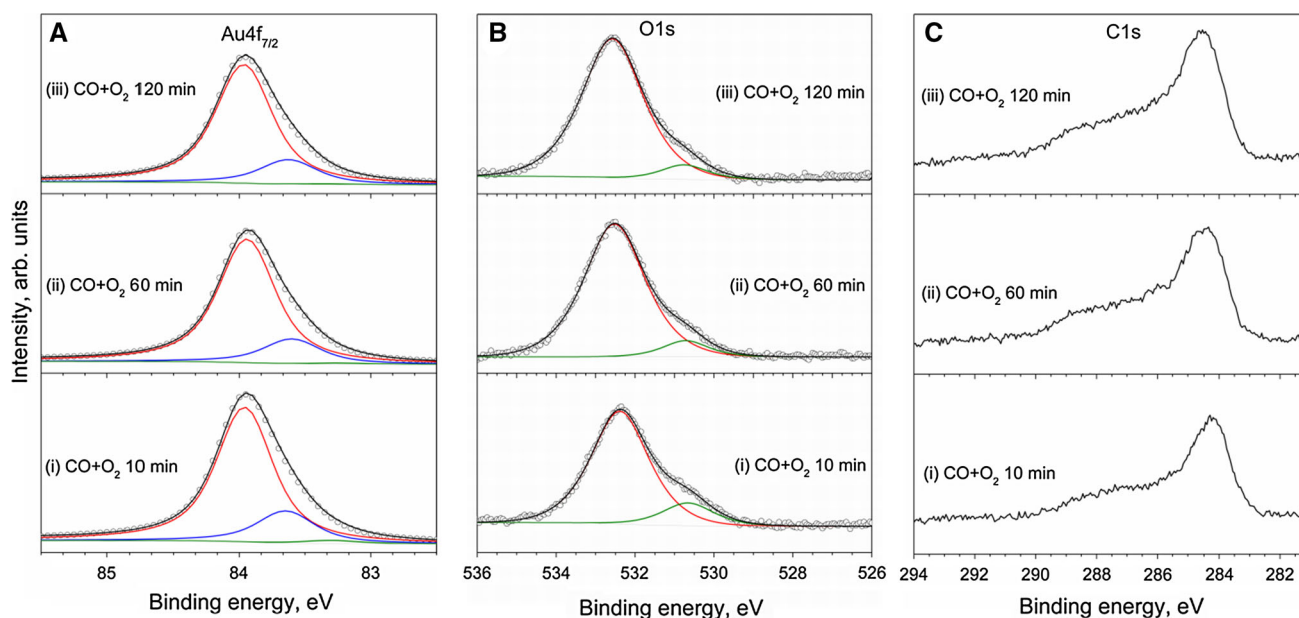 A
Au4f7/2
(iii) CO+O2 120 min
(ii) CO+O2 60 min
(i) CO+O2 10 min
85 84 83
Binding energy, eV
Intensity, arb. units
B
O1s
(iii) CO+O2 120 min
(ii) CO+O2 60 min
(i) CO+O2 10 min
536 534 532 530 528 526
Binding energy, eV
C
C1s
(iii) CO+O2 120 min
(ii) CO+O2 60 min
(i) CO+O2 10 min
294 292 290 288 286 284 282
Binding energy, eV